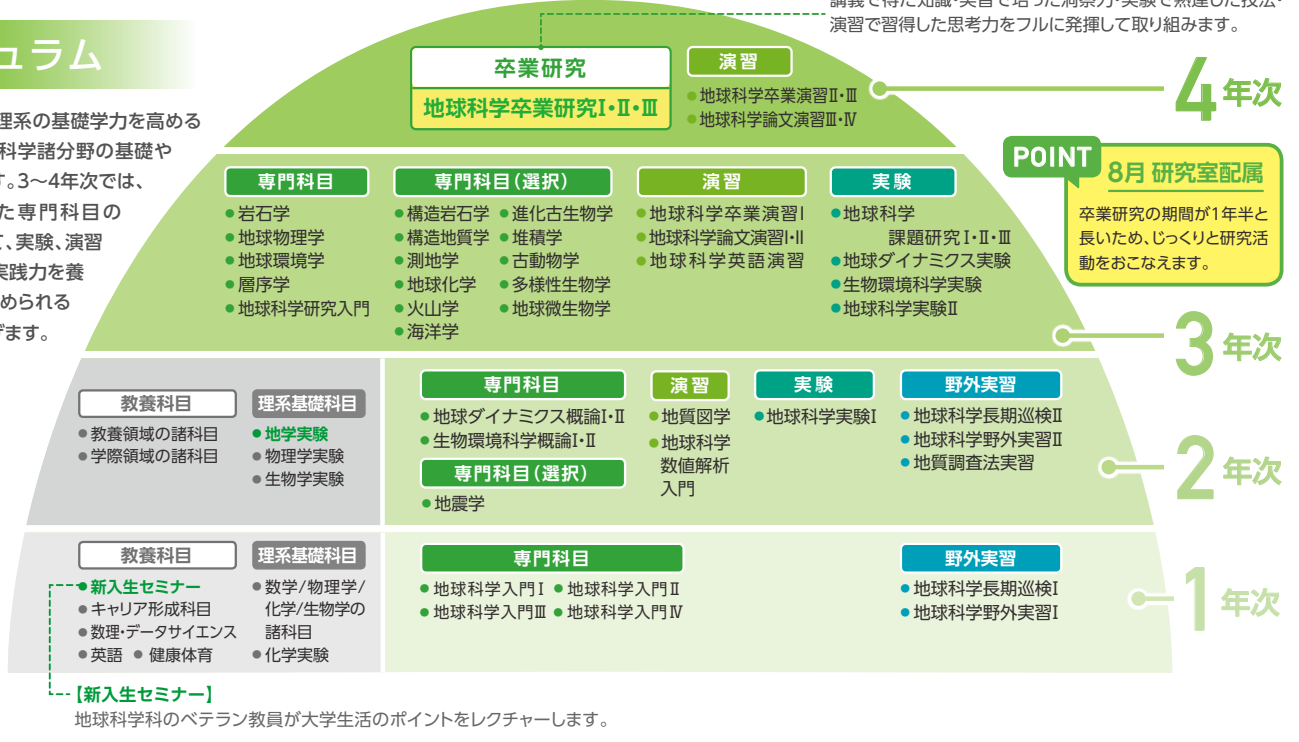 講義で得た知識・実習で培った洞察力・実験で熟達した技法・
演習で習得した思考力をフルに発揮して取り組みます。
ュラム
理系の基礎学力を高める
科学諸分野の基礎や
す。3〜4年次では、
た専門科目の
て、実験、演習
実践力を養
められる
げます。
卒業研究
地球科学卒業研究I・II・III
演習
●地球科学卒業演習II・III
●地球科学論文演習III・IV
4年次
POINT
8月 研究室配属
卒業研究の期間が1年半と
長いため、じっくりと研究活
動をおこなえます。
専門科目
●岩石学
●地球物理学
●地球環境学
●層序学
●地球科学研究入門
専門科目(選択)
●構造岩石学 ●進化古生物学
●構造地質学 ●堆積学
●測地学 ●古動物学
●地球化学 ●多様性生物学
●火山学 ●地球微生物学
●海洋学
演習
●地球科学卒業演習I
●地球科学論文演習I・II
●地球科学英語演習
実験
●地球科学
課題研究I・II・III
●地球ダイナミクス実験
●生物環境科学実験
●地球科学実験II
3年次
教養科目
●教養領域の諸科目
●学際領域の諸科目
理系基礎科目
●地学実験
●物理学実験
●生物学実験
専門科目
●地球ダイナミクス概論I・II
●生物環境科学概論I・II
専門科目(選択)
●地震学
演習
●地質図学
●地球科学
数値解析
入門
実験
●地球科学実験I
野外実習
●地球科学長期巡検II
●地球科学野外実習II
●地質調査法実習
2年次
教養科目
●新入生セミナー
●キャリア形成科目
●数理・データサイエンス
●英語 ●健康体育
理系基礎科目
●数学/物理学/
化学/生物学の
諸科目
●化学実験
専門科目
●地球科学入門I ●地球科学入門II
●地球科学入門III ●地球科学入門IV
野外実習
●地球科学長期巡検I
●地球科学野外実習I
1年次
【新入生セミナー】
地球科学科のベテラン教員が大学生活のポイントをレクチャーします。